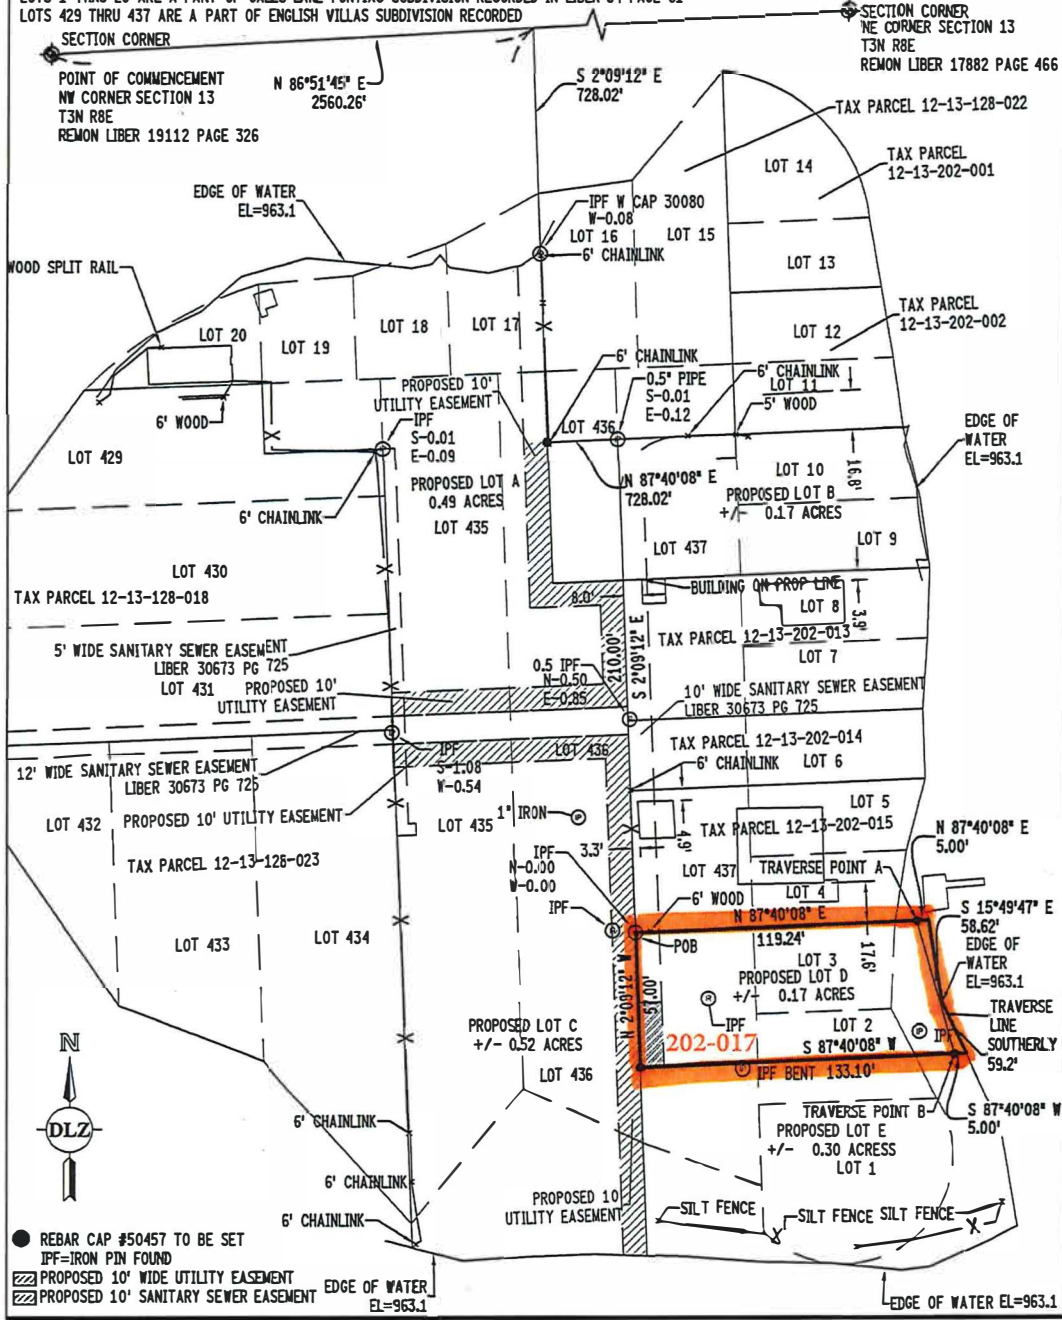 LOTS 429 THRU 437 ARE A PART OF ENGLISH VILLAS SUBDIVISION RECORDED
SECTION CORNER
POINT OF COMMENCEMENT
NW CORNER SECTION 13
T3N R8E
REMON LIBER 19112 PAGE 326
N 86°51'45" E
2560.26'
S 2°09'12" E
728.02'
SECTION CORNER
NE CORNER SECTION 13
T3N R8E
REMON LIBER 17882 PAGE 466
TAX PARCEL 12-13-128-022
LOT 14
TAX PARCEL
12-13-202-001
EDGE OF WATER
EL=963.1
IPF W CAP 30080
W-0.08
LOT 16
LOT 15
6' CHAINLINK
LOT 13
WOOD SPLIT RAIL
LOT 20
LOT 19
LOT 18
LOT 17
TAX PARCEL
12-13-202-002
LOT 12
6' CHAINLINK
0.5" PIPE
S-0.01
E-0.12
6' CHAINLINK
LOT 11
5' WOOD
PROPOSED 10'
UTILITY EASEMENT
6' WOOD
IPF
S-0.01
E-0.09
LOT 436
EDGE OF
WATER
EL=963.1
LOT 429
PROPOSED LOT A
0.49 ACRES
LOT 435
N 87°40'08" E
728.02'
LOT 10
16.8'
PROPOSED LOT B
+/- 0.17 ACRES
6' CHAINLINK
LOT 437
LOT 9
LOT 430
BUILDING ON PROP LINE
TAX PARCEL 12-13-128-018
8.0'
LOT 8
3.9'
TAX PARCEL 12-13-202-013
LOT 7
5' WIDE SANITARY SEWER EASEMENT
LIBER 30673 PG 725
210.00'
S 2°09'12" E
LOT 431
PROPOSED 10'
UTILITY EASEMENT
0.5 IPF
N-0.50
E-0.85
10' WIDE SANITARY SEWER EASEMENT
LIBER 30673 PG 725
TAX PARCEL 12-13-202-014
6' CHAINLINK
LOT 6
IPF
S-1.08
W-0.54
LOT 436
12' WIDE SANITARY SEWER EASEMENT
LIBER 30673 PG 725
LOT 432
PROPOSED 10' UTILITY EASEMENT
LOT 435
1" IRON
4.9'
LOT 5
TAX PARCEL 12-13-202-015
N 87°40'08" E
5.00'
TAX PARCEL 12-13-128-023
IPF
N-0.00
W-0.00
3.3'
LOT 437
TRAVERSE POINT A
LOT 4
IPF
6' WOOD
N 87°40'08" E
119.24'
POB
S 15°49'47" E
58.62'
EDGE OF
WATER
EL=963.1
LOT 433
LOT 434
N 2°09'12" W
57.00'
LOT 3
17.6'
PROPOSED LOT D
+/- 0.17 ACRES
IPF
202-017
LOT 2
IPF
S 87°40'08" W
IPF BENT 133.10'
TRAVERSE
LINE
SOUTHERLY
59.2'
PROPOSED LOT C
+/- 0.52 ACRES
LOT 436
N
DLZ
6' CHAINLINK
TRAVERSE POINT B
S 87°40'08" W
5.00'
PROPOSED LOT E
+/- 0.30 ACRESS
LOT 1
6' CHAINLINK
6' CHAINLINK
PROPOSED 10
UTILITY EASEMENT
SILT FENCE
SILT FENCE
SILT FENCE
REBAR CAP #50457 TO BE SET
IPF=IRON PIN FOUND
PROPOSED 10' WIDE UTILITY EASEMENT
PROPOSED 10' SANITARY SEWER EASEMENT
EDGE OF WATER
EL=963.1
EDGE OF WATER EL=963.1